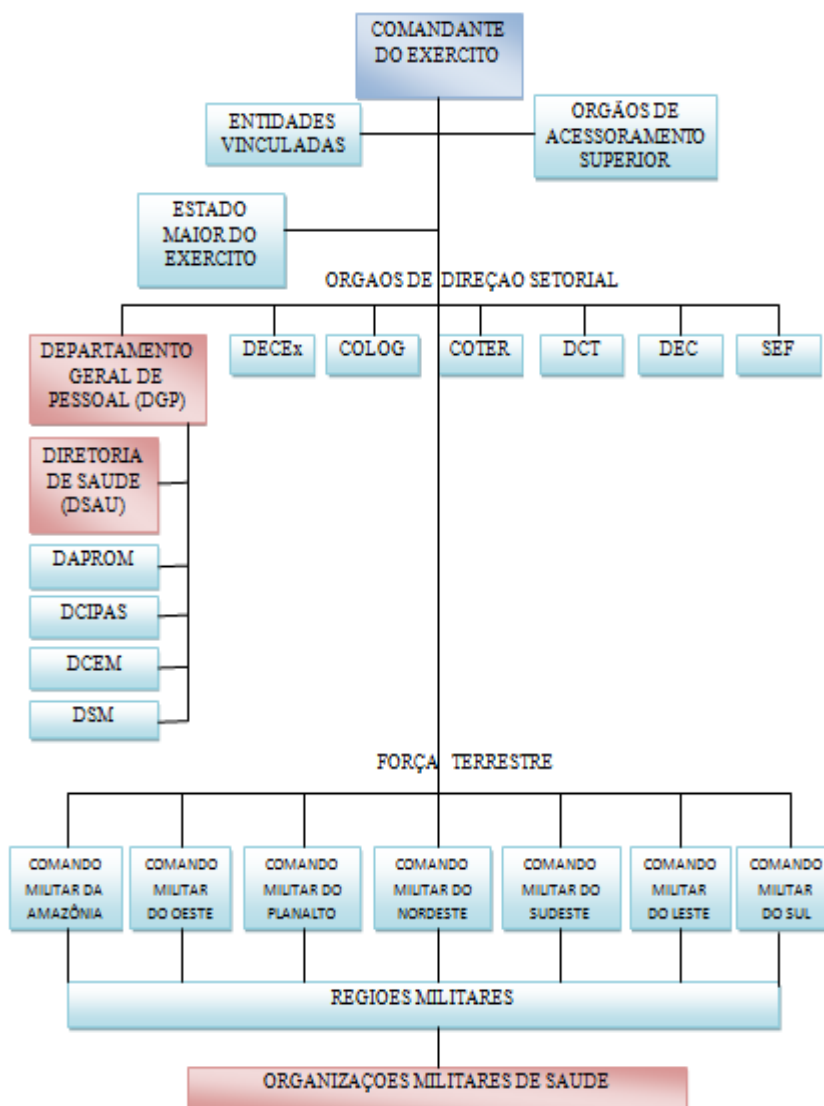 COMANDANTE
DO EXERCITO
ENTIDADES
VINCULADAS
ORGÃOS DE
ACESSORAMENTO
SUPERIOR
ESTADO
MAIOR DO
EXERCITO
ORGAOS DE DIREÇAO SETORIAL
DEPARTAMENTO
GERAL DE
PESSOAL (DGP)
DECEx
COLOG
COTER
DCT
DEC
SEF
DIRETORIA
DE SAUDE
(DSAU)
DAPROM
DCIPAS
DCEM
DSM
FORÇA TERRESTRE
COMANDO
MILITAR DA
AMAZÔNIA
COMANDO
MILITAR
DO OESTE
COMANDO
MILITAR DO
PLANALTO
COMANDO
MILITAR DO
NORDESTE
COMANDO
MILITAR DO
SUDESTE
COMANDO
MILITAR
DO LESTE
COMANDO
MILITAR
DO SUL
REGIOES MILITARES
ORGANIZAÇOES MILITARES DE SAUDE